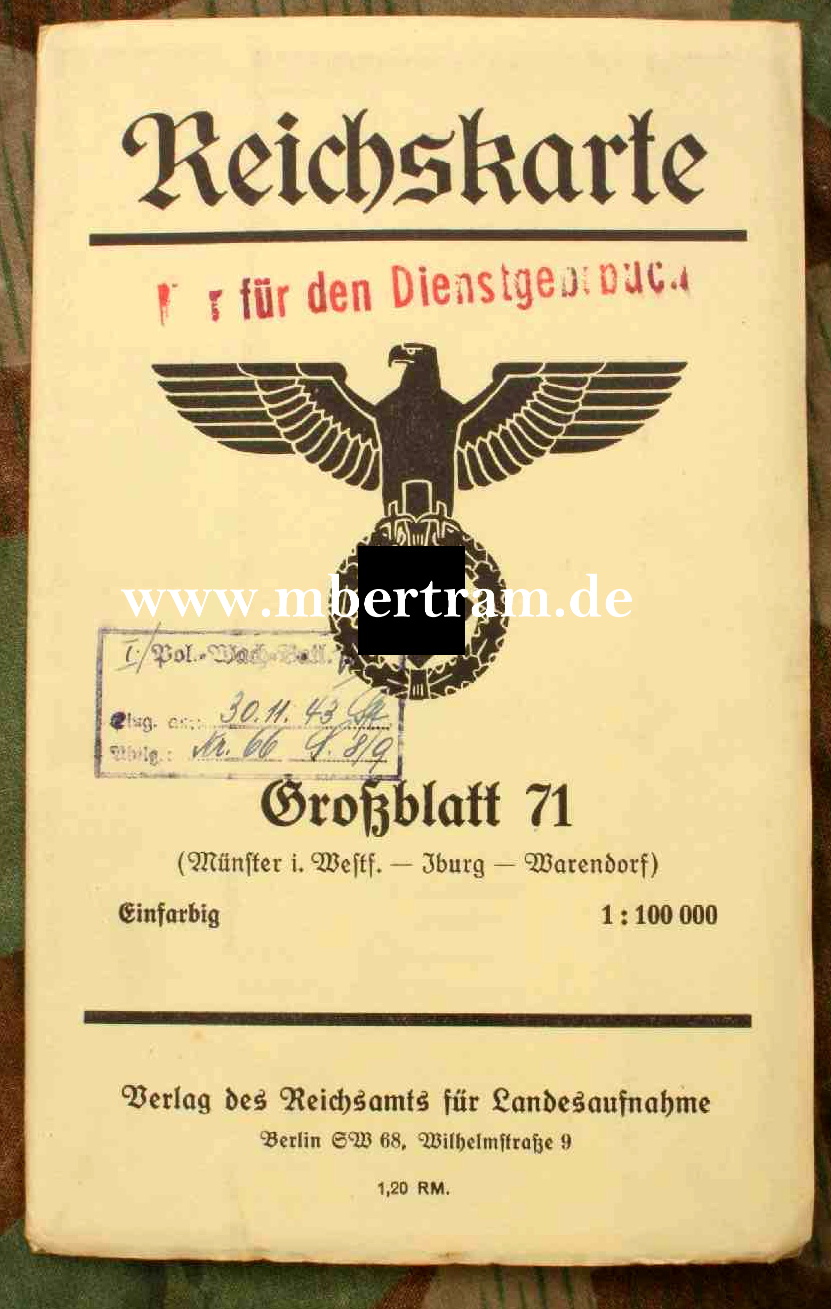 Reichskarte
für den Dienstgebrauch
www.mbertram.de
I./Pol.-Wach-Batl.
30.11.43
Nr. 66 S. 8/9
Großblatt 71
(Münſter i. Weſtf. — Iburg — Warendorf)
Einfarbig 1 : 100 000
Verlag des Reichsamts für Landesaufnahme
Berlin SW 68, Wilhelmſtraße 9
1,20 RM.